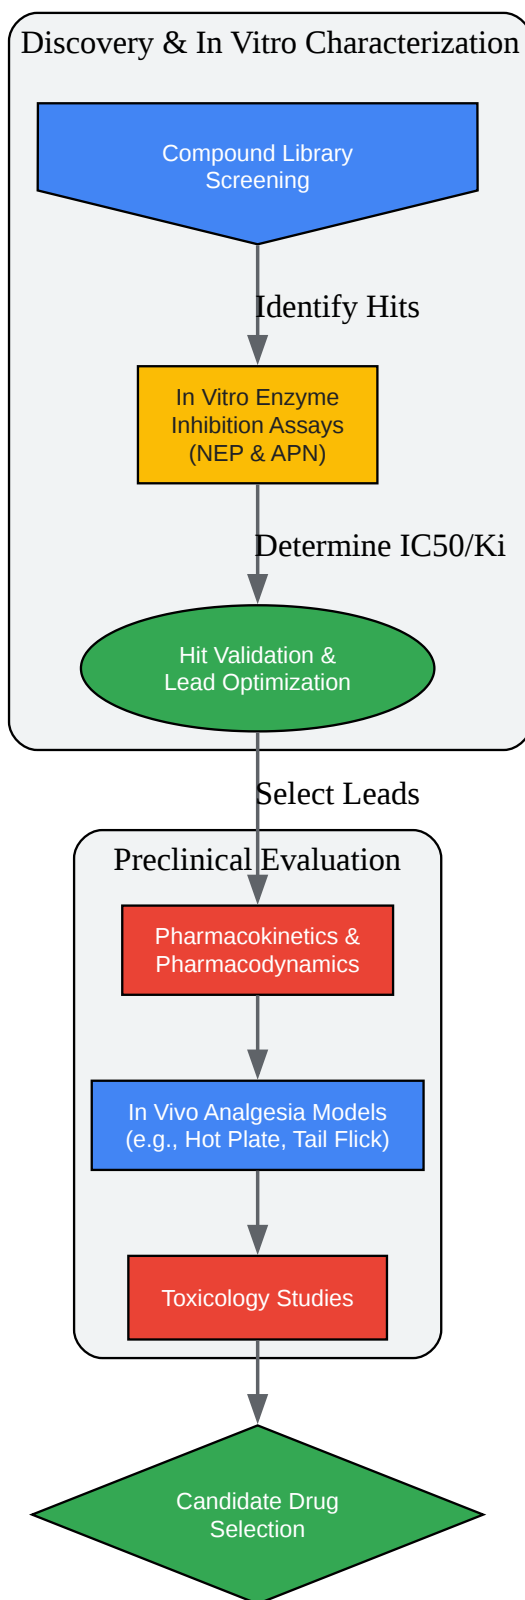 Discovery & In Vitro Characterization
Compound Library
Screening
Identify Hits
In Vitro Enzyme
Inhibition Assays
(NEP & APN)
Determine IC50/Ki
Hit Validation &
Lead Optimization
Select Leads
Preclinical Evaluation
Pharmacokinetics &
Pharmacodynamics
In Vivo Analgesia Models
(e.g., Hot Plate, Tail Flick)
Toxicology Studies
Candidate Drug
Selection